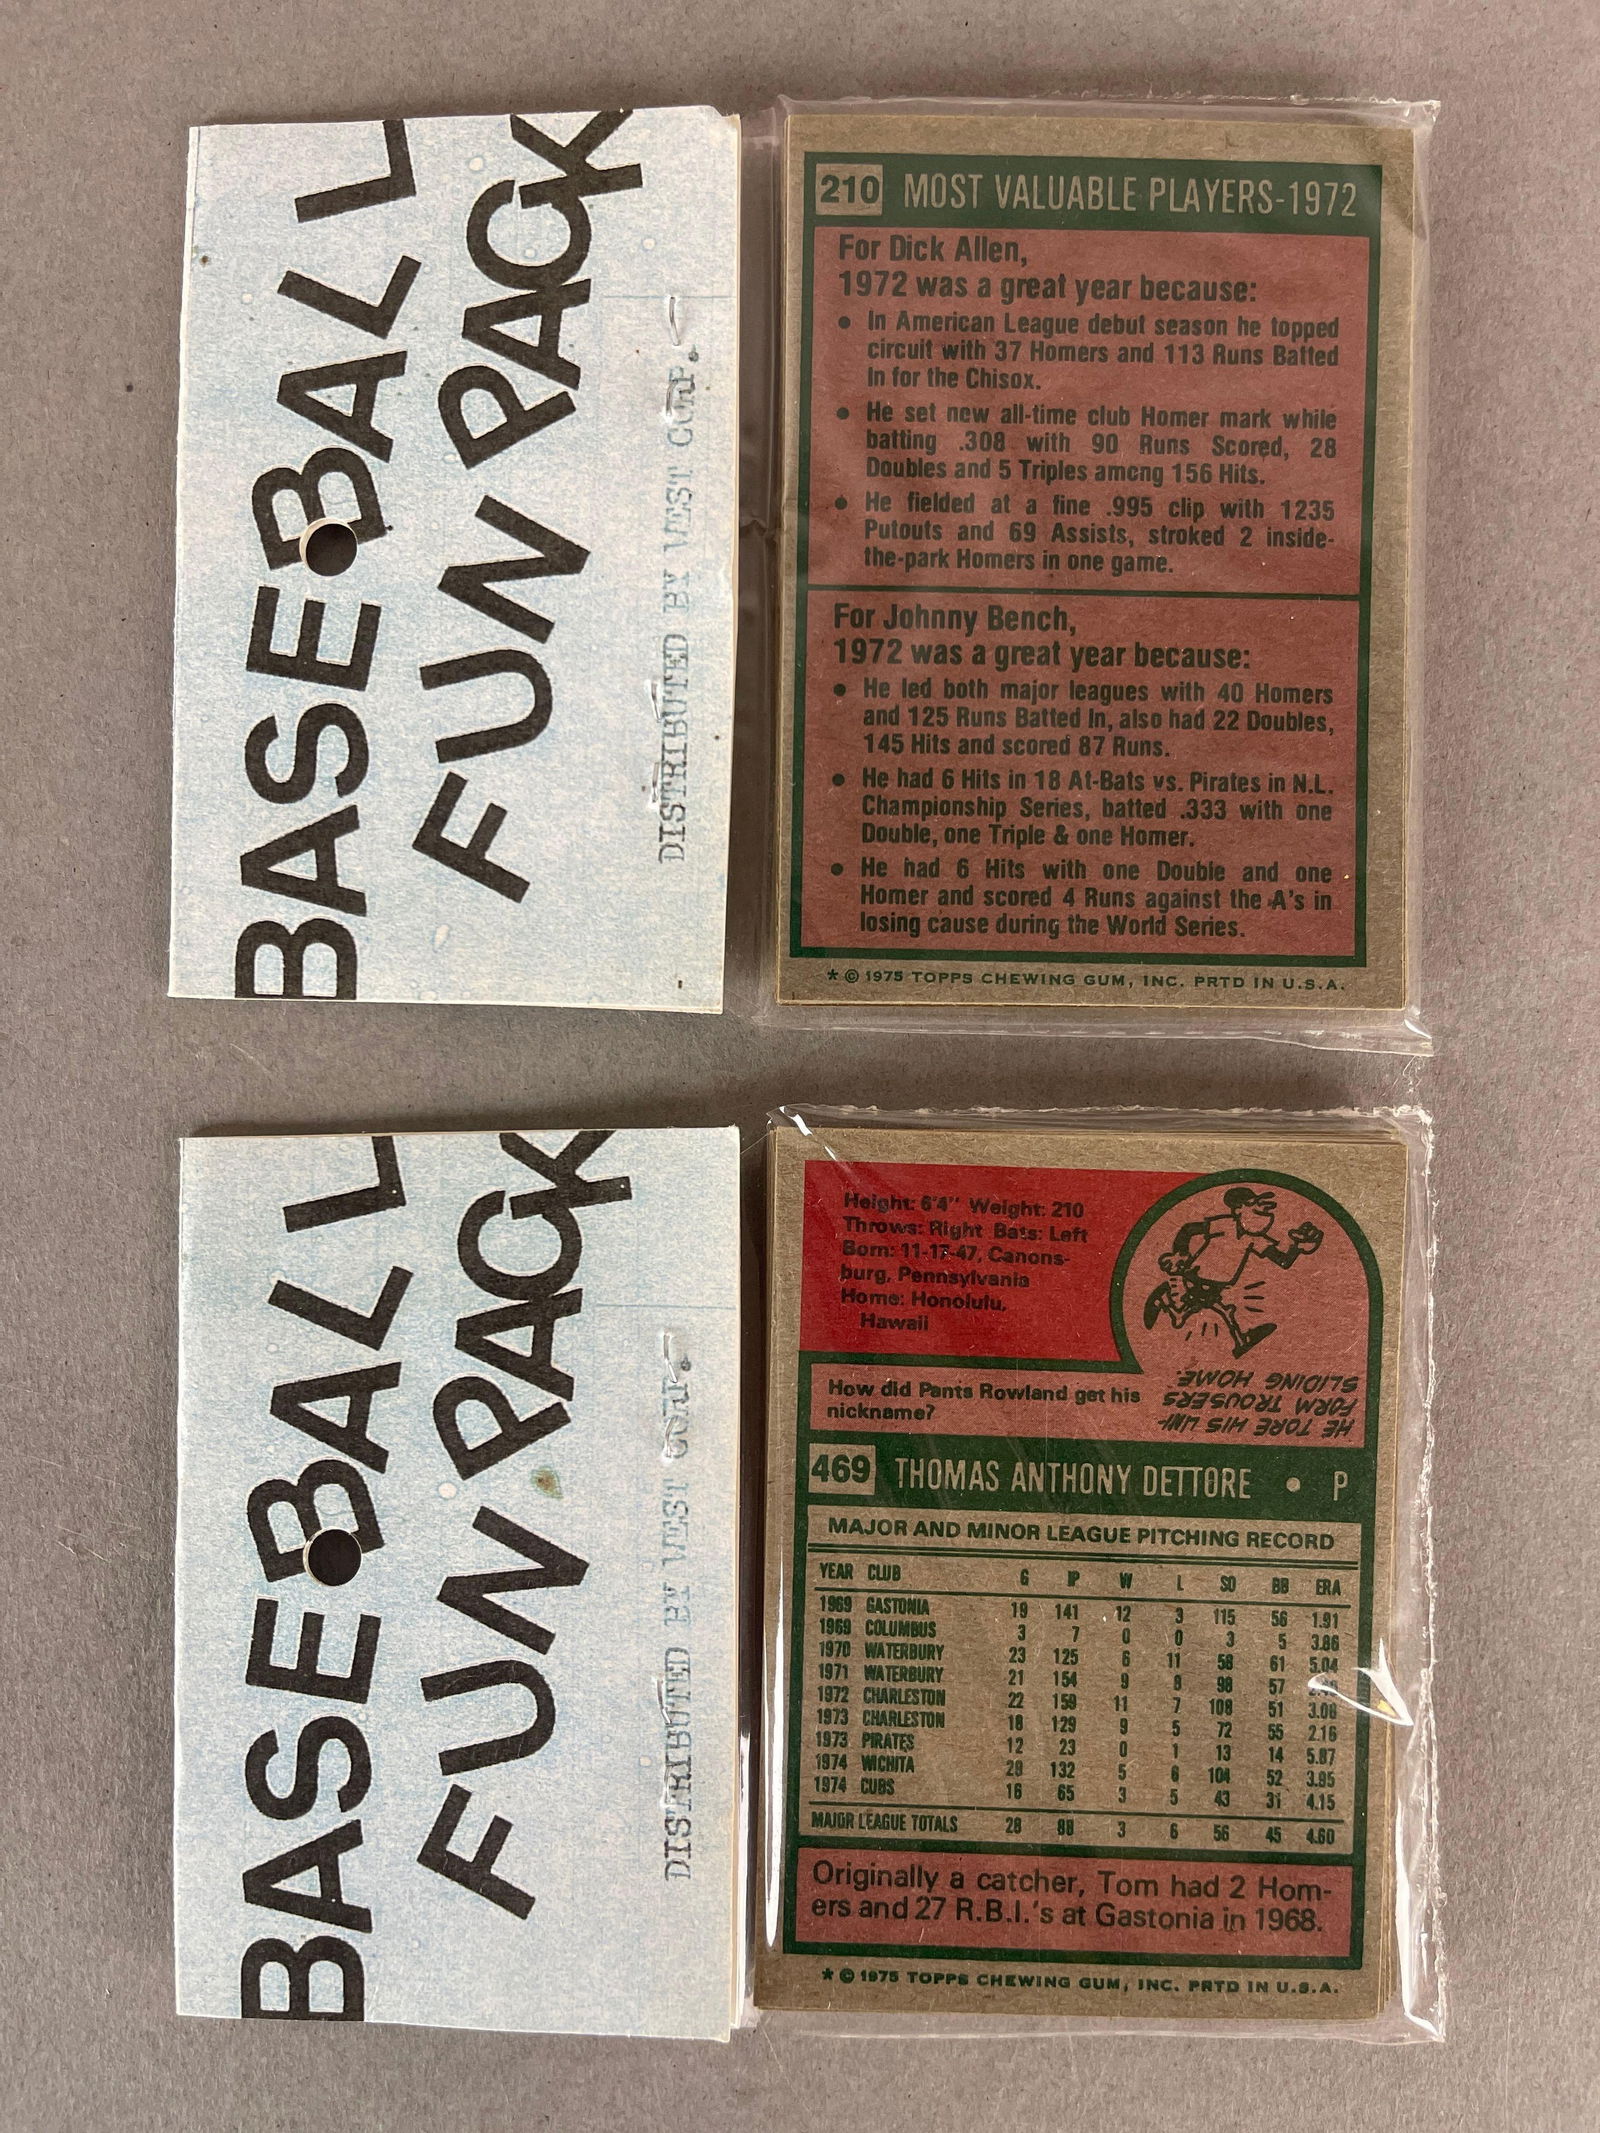 BASEBALL
FUN PACK
DISTRIBUTED BY WEST CORP.
210 MOST VALUABLE PLAYERS-1972
For Dick Allen,
1972 was a great year because:
• In American League debut season he topped
circuit with 37 Homers and 113 Runs Batted
In for the Chisox.
• He set new all-time club Homer mark while
batting .308 with 90 Runs Scored, 28
Doubles and 5 Triples among 156 Hits.
• He fielded at a fine .995 clip with 1235
Putouts and 69 Assists, stroked 2 inside-
the-park Homers in one game.
For Johnny Bench,
1972 was a great year because:
• He led both major leagues with 40 Homers
and 125 Runs Batted In, also had 22 Doubles,
145 Hits and scored 87 Runs.
• He had 6 Hits in 18 At-Bats vs. Pirates in N.L.
Championship Series, batted .333 with one
Double, one Triple & one Homer.
• He had 6 Hits with one Double and one
Homer and scored 4 Runs against the A's in
losing cause during the World Series.
* © 1975 TOPPS CHEWING GUM, INC. PRTD IN U.S.A.
BASEBALL
FUN PACK
DISTRIBUTED BY WEST CORP.
Height: 6'4" Weight: 210
Throws: Right Bats: Left
Born: 11-17-47, Canons-
burg, Pennsylvania
Home: Honolulu,
Hawaii
How did Pants Rowland get his
nickname?
HE TORE HIS UNI-
FORM TROUSERS
SLIDING HOME.
469 THOMAS ANTHONY DETTORE • P
MAJOR AND MINOR LEAGUE PITCHING RECORD
YEAR CLUB G IP W L SO BB ERA
1969 GASTONIA 19 141 12 3 115 56 1.91
1969 COLUMBUS 3 7 0 0 3 5 3.86
1970 WATERBURY 23 125 6 11 58 61 5.04
1971 WATERBURY 21 154 9 8 98 57
1972 CHARLESTON 22 159 11 7 108 51 3.06
1973 CHARLESTON 18 129 9 5 72 55 2.16
1973 PIRATES 12 23 0 1 13 14 5.87
1974 WICHITA 20 132 5 6 104 52 3.95
1974 CUBS 16 65 3 5 43 31 4.15
MAJOR LEAGUE TOTALS 28 88 3 6 56 45 4.60
Originally a catcher, Tom had 2 Hom-
ers and 27 R.B.I.'s at Gastonia in 1968.
* © 1975 TOPPS CHEWING GUM, INC. PRTD IN U.S.A.